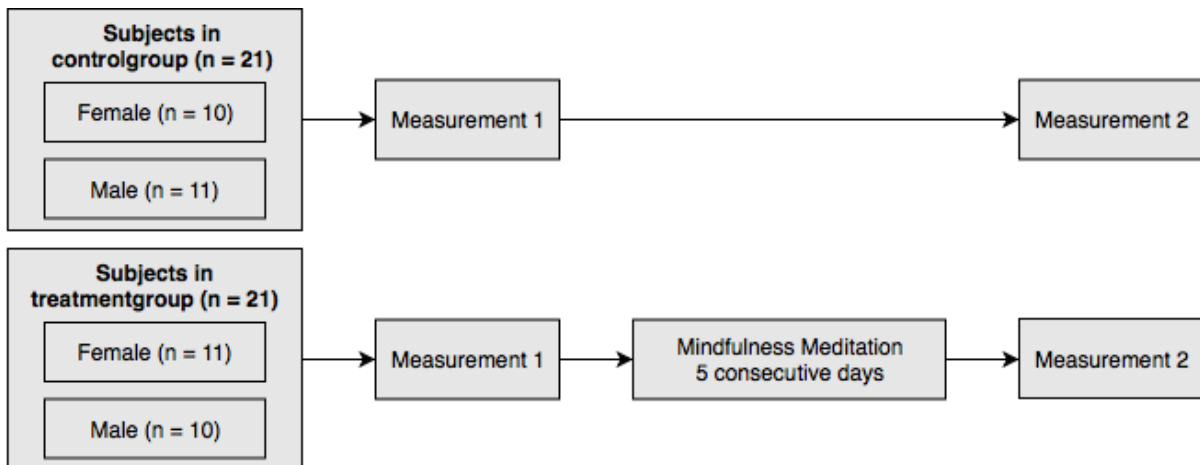 Subjects in
controlgroup (n = 21)
Female (n = 10)
Male (n = 11)
Measurement 1
Measurement 2
Subjects in
treatmentgroup (n = 21)
Female (n = 11)
Male (n = 10)
Measurement 1
Mindfulness Meditation
5 consecutive days
Measurement 2